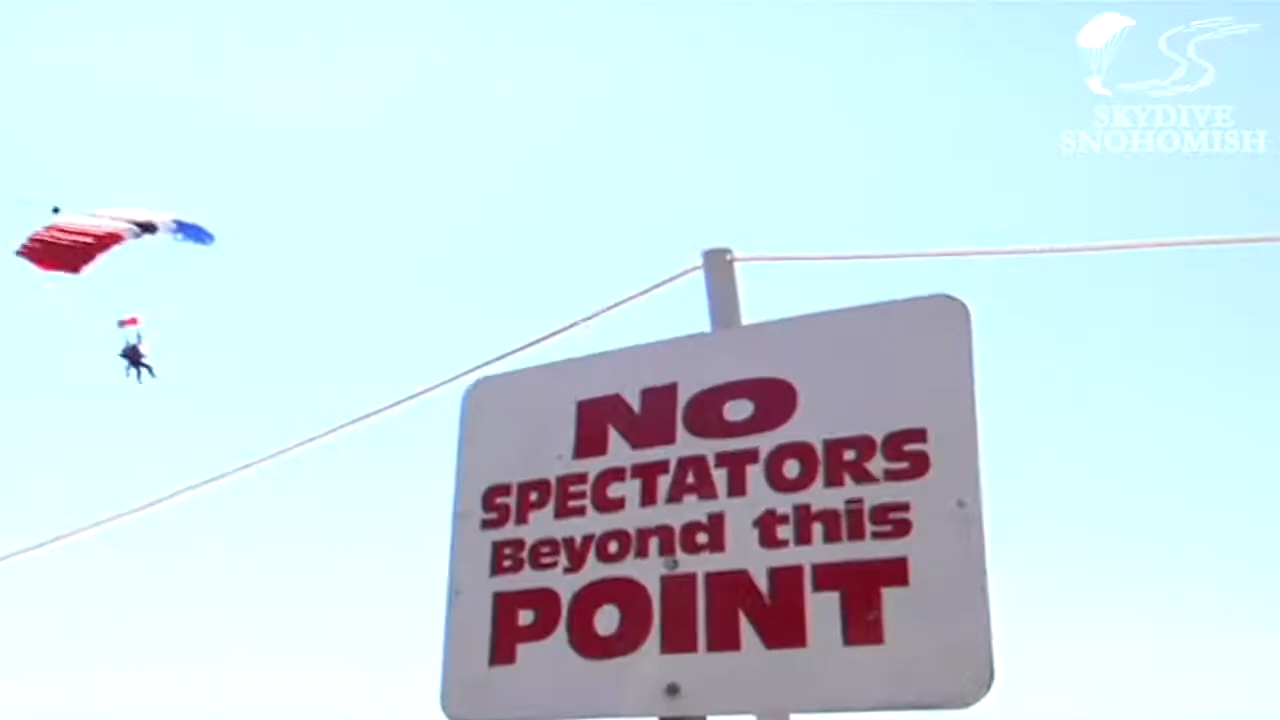 SKYDIVE
SNOHOMISH
NO
SPECTATORS
Beyond this
POINT